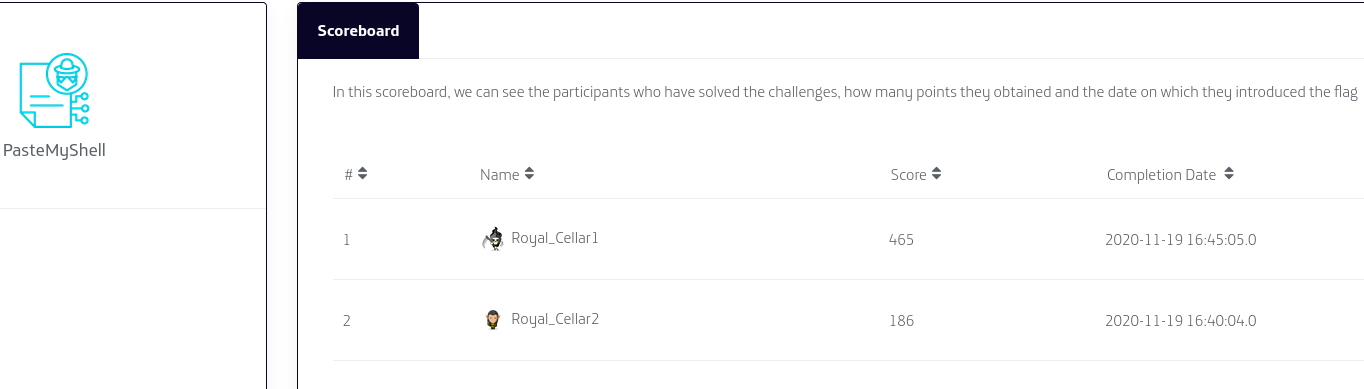 PasteMyShell
Scoreboard
In this scoreboard, we can see the participants who have solved the challenges, how many points they obtained and the date on which they introduced the flag
# Name Score Completion Date
1 Royal_Cellar1 465 2020-11-19 16:45:05.0
2 Royal_Cellar2 186 2020-11-19 16:40:04.0